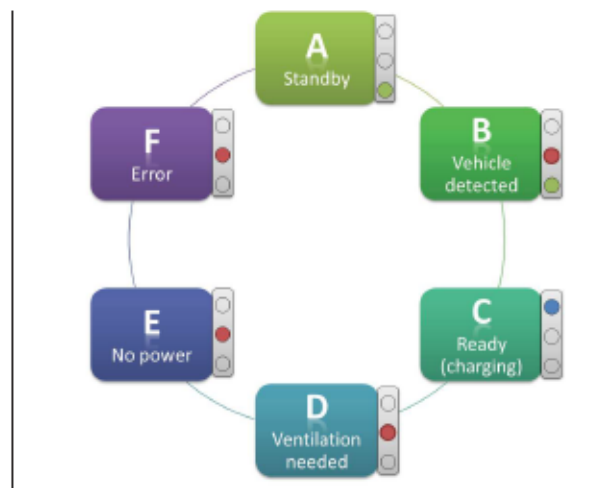 A
Standby
B
Vehicle
detected
C
Ready
(charging)
D
Ventilation
needed
E
No power
F
Error